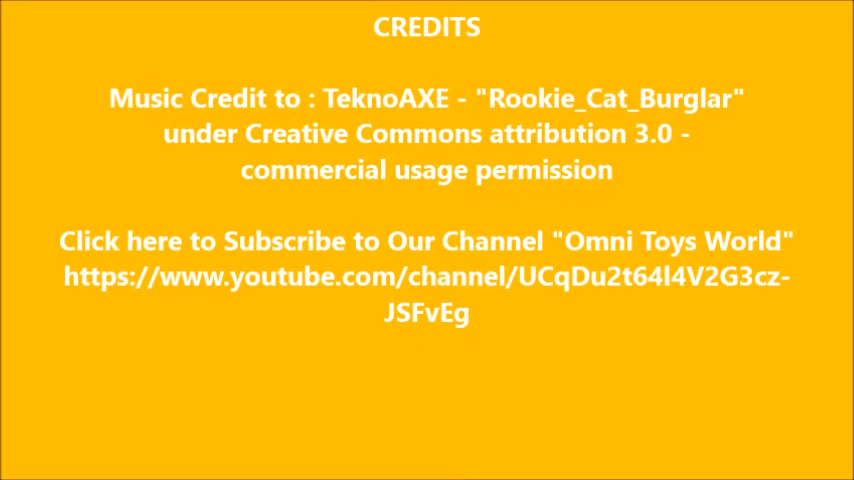 CREDITS
Music Credit to : TeknoAXE - "Rookie_Cat_Burglar"
under Creative Commons attribution 3.0 -
commercial usage permission
Click here to Subscribe to Our Channel "Omni Toys World"
https://www.youtube.com/channel/UCqDu2t64l4V2G3cz-
JSFvEg